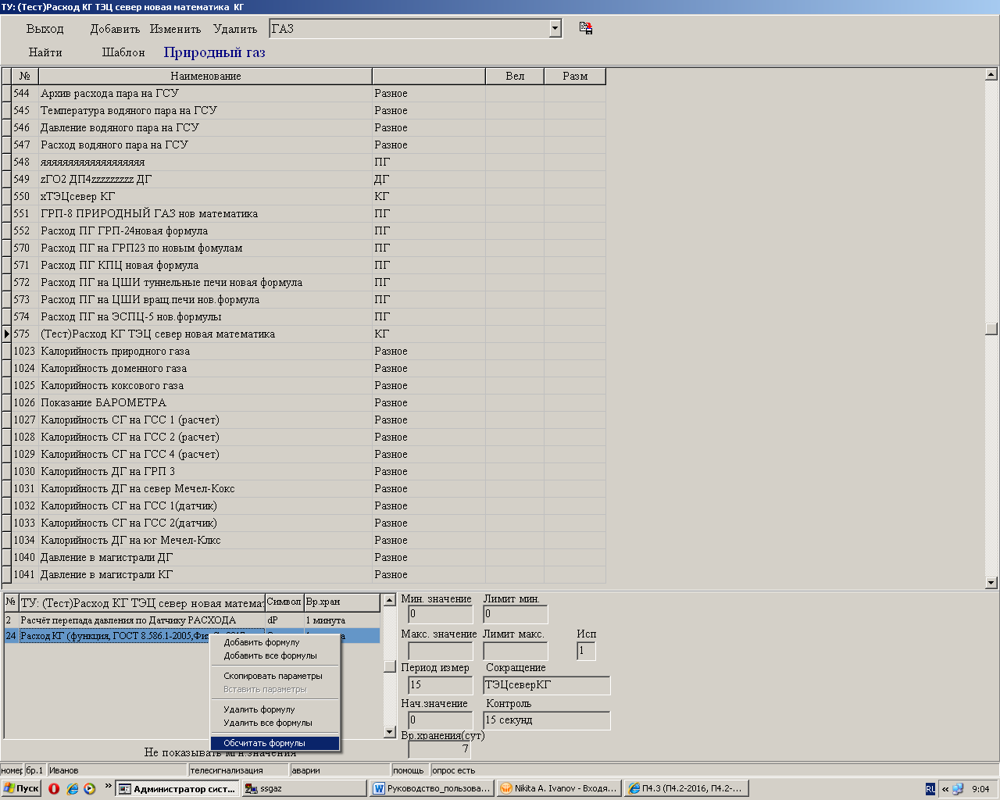 ТУ: (Тест)Расход КГ ТЭЦ север новая математика КГ
Выход Добавить Изменить Удалить ГАЗ
Найти Шаблон Природный газ
№ Наименование Вел Разм
544 Архив расхода пара на ГСУ Разное
545 Температура водяного пара на ГСУ Разное
546 Давление водяного пара на ГСУ Разное
547 Расход водяного пара на ГСУ Разное
548 яяяяяяяяяяяяяяяяяяя ПГ
549 zГО2 ДП4zzzzzzzzz ДГ ДГ
550 хТЭЦсевер КГ КГ
551 ГРП-8 ПРИРОДНЫЙ ГАЗ нов математика ПГ
552 Расход ПГ ГРП-24новая формула ПГ
570 Расход ПГ на ГРП23 по новым фомулам ПГ
571 Расход ПГ КПЦ новая формула ПГ
572 Расход ПГ на ЦШИ туннельные печи новая формула ПГ
573 Расход ПГ на ЦШИ вращ.печи нов.формула ПГ
574 Расход ПГ на ЭСПЦ-5 нов.формулы ПГ
575 (Тест)Расход КГ ТЭЦ север новая математика КГ
1023 Калорийность природного газа Разное
1024 Калорийность доменного газа Разное
1025 Калорийность коксового газа Разное
1026 Показание БАРОМЕТРА Разное
1027 Калорийность СГ на ГСС 1 (расчет) Разное
1028 Калорийность СГ на ГСС 2 (расчет) Разное
1029 Калорийность СГ на ГСС 4 (расчет) Разное
1030 Калорийность ДГ на ГРП 3 Разное
1031 Калорийность ДГ на север Мечел-Кокс Разное
1032 Калорийность СГ на ГСС 1(датчик) Разное
1033 Калорийность СГ на ГСС 2(датчик) Разное
1034 Калорийность ДГ на юг Мечел-Клкс Разное
1040 Давление в магистрали ДГ Разное
1041 Давление в магистрали КГ Разное
№ ТУ: (Тест)Расход КГ ТЭЦ север новая матема Символ Вр.хран
2 Расчёт перепада давления по Датчику РАСХОДА dP 1 минута
24 Расход КГ (функция, ГОСТ 8.586.1-2005,Физ
Добавить формулу
Добавить все формулы
Скопировать параметры
Вставить параметры
Удалить формулу
Удалить все формулы
Обсчитать формулы
Не показывать мгн.значения
Мин. значение Лимит мин.
0 0
Макс. значение Лимит макс. Исп
1
Период измер Сокращение
15 ТЭЦсеверКГ
Нач.значение Контроль
0 15 секунд
Вр.хранения(сут)
7
номер бр.1 Иванов телесигнализация аварии помощь опрос есть
Пуск » Администратор сист... ssgaz Руководство_пользова... Nikita A. Ivanov - Входя... П4.3 (П4.2-2016, П4.2-... RU « 9:04